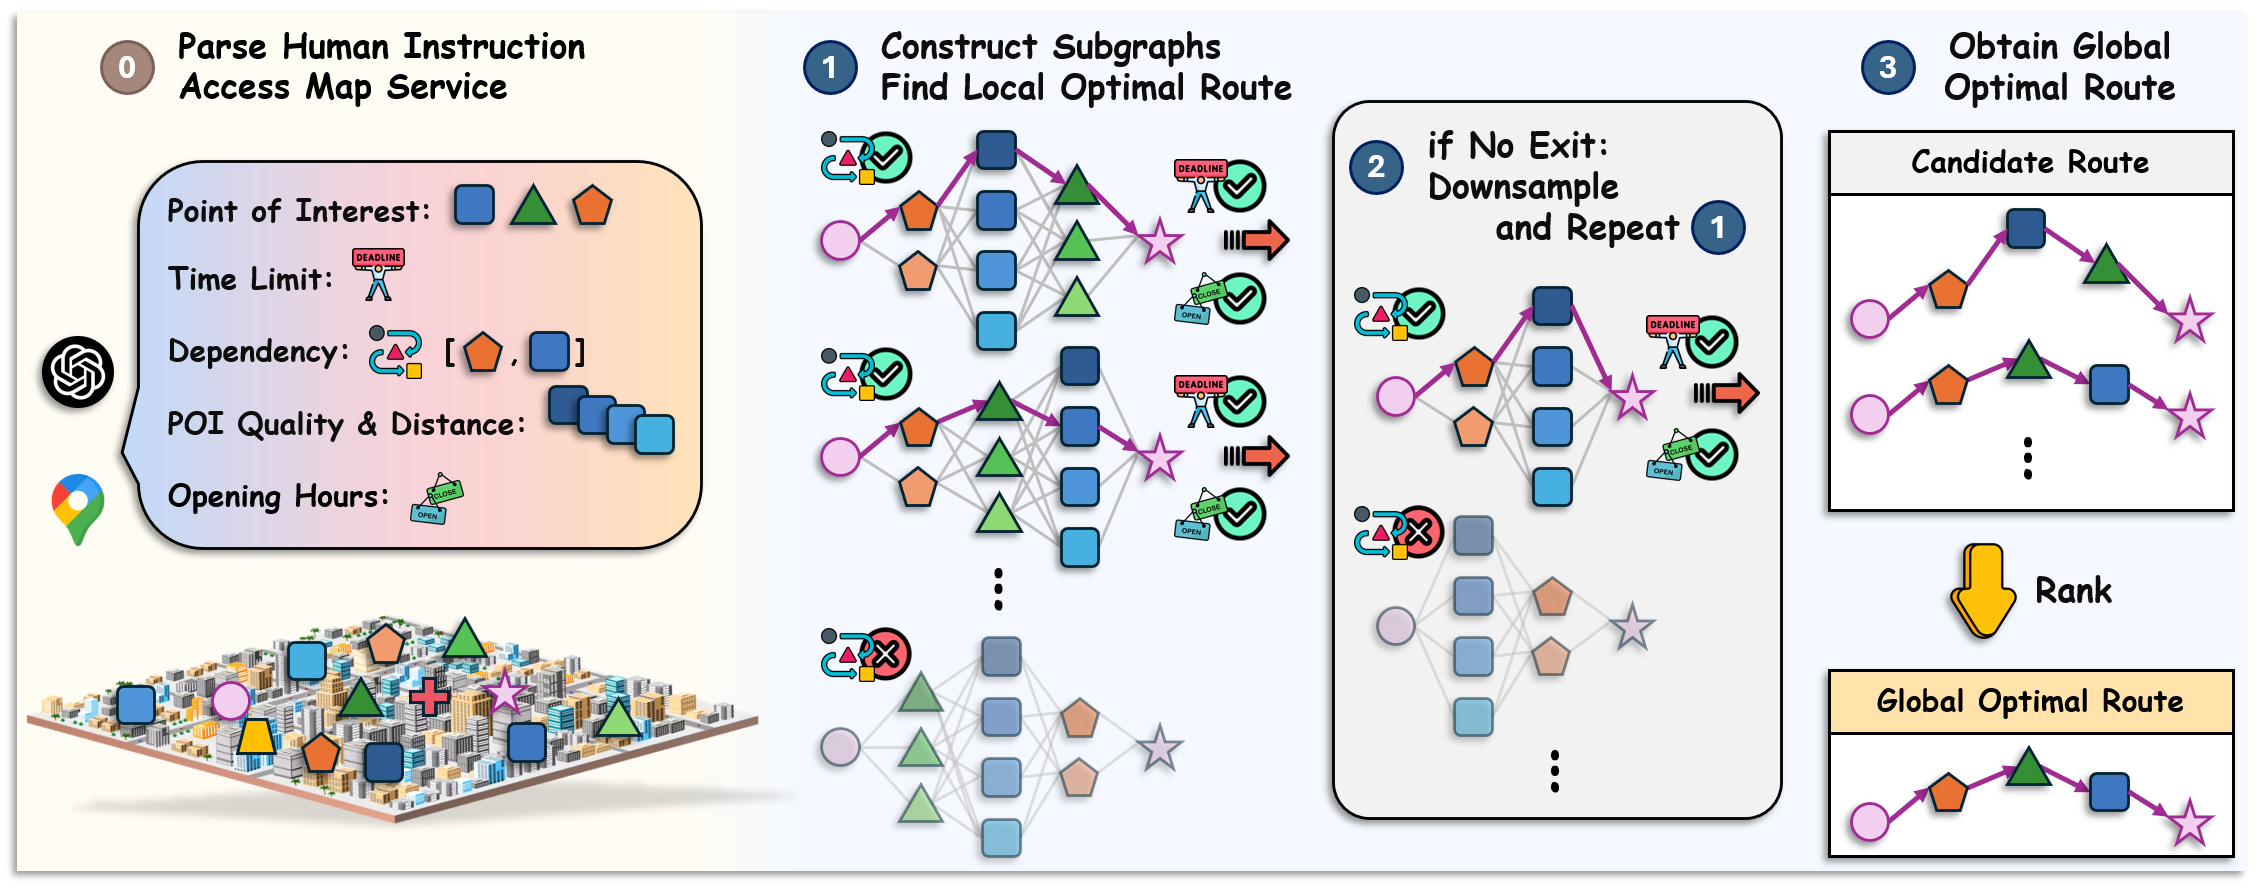 0
Parse Human Instruction
Access Map Service
Point of Interest:
Time Limit:
DEADLINE
Dependency: [ , ]
POI Quality & Distance:
Opening Hours:
CLOSE
OPEN
1
Construct Subgraphs
Find Local Optimal Route
DEADLINE
CLOSE
OPEN
DEADLINE
CLOSE
OPEN
2
if No Exit:
Downsample
and Repeat 1
DEADLINE
CLOSE
OPEN
3
Obtain Global
Optimal Route
Candidate Route
Rank
Global Optimal Route